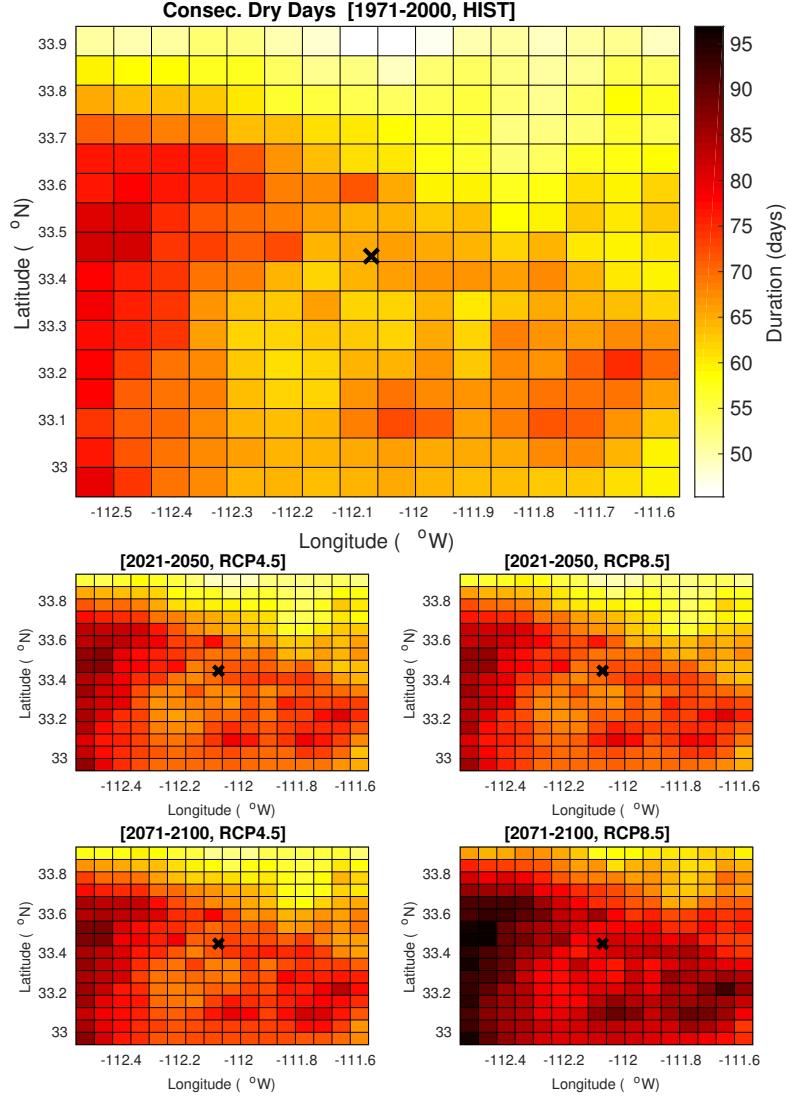 Consec. Dry Days [1971-2000, HIST]
33.9
33.8
33.7
33.6
33.5
33.4
33.3
33.2
33.1
33
Latitude ( °N)
-112.5 -112.4 -112.3 -112.2 -112.1 -112 -111.9 -111.8 -111.7 -111.6
Longitude ( °W)
95
90
85
80
75
70
65
60
55
50
Duration (days)
[2021-2050, RCP4.5]
33.8
33.6
33.4
33.2
33
Latitude ( °N)
-112.4 -112.2 -112 -111.8 -111.6
Longitude ( °W)
[2021-2050, RCP8.5]
33.8
33.6
33.4
33.2
33
Latitude ( °N)
-112.4 -112.2 -112 -111.8 -111.6
Longitude ( °W)
[2071-2100, RCP4.5]
33.8
33.6
33.4
33.2
33
Latitude ( °N)
-112.4 -112.2 -112 -111.8 -111.6
Longitude ( °W)
[2071-2100, RCP8.5]
33.8
33.6
33.4
33.2
33
Latitude ( °N)
-112.4 -112.2 -112 -111.8 -111.6
Longitude ( °W)